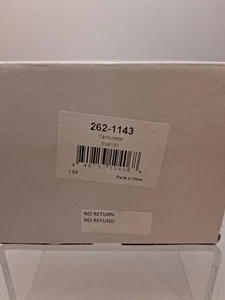 262-1143
Carburetor
1 EA
Made in China
NO RETURN
NO REFUND